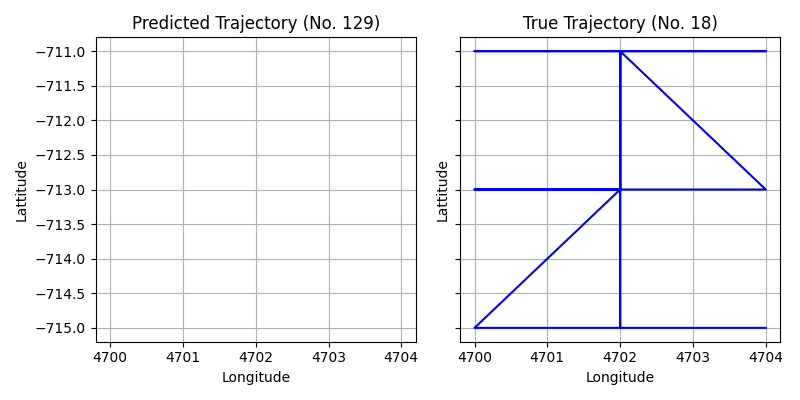 Predicted Trajectory (No. 129)
True Trajectory (No. 18)
Lattitude
−711.0
−711.5
−712.0
−712.5
−713.0
−713.5
−714.0
−714.5
−715.0
4700 4701 4702 4703 4704
Longitude
Lattitude
4700 4701 4702 4703 4704
Longitude